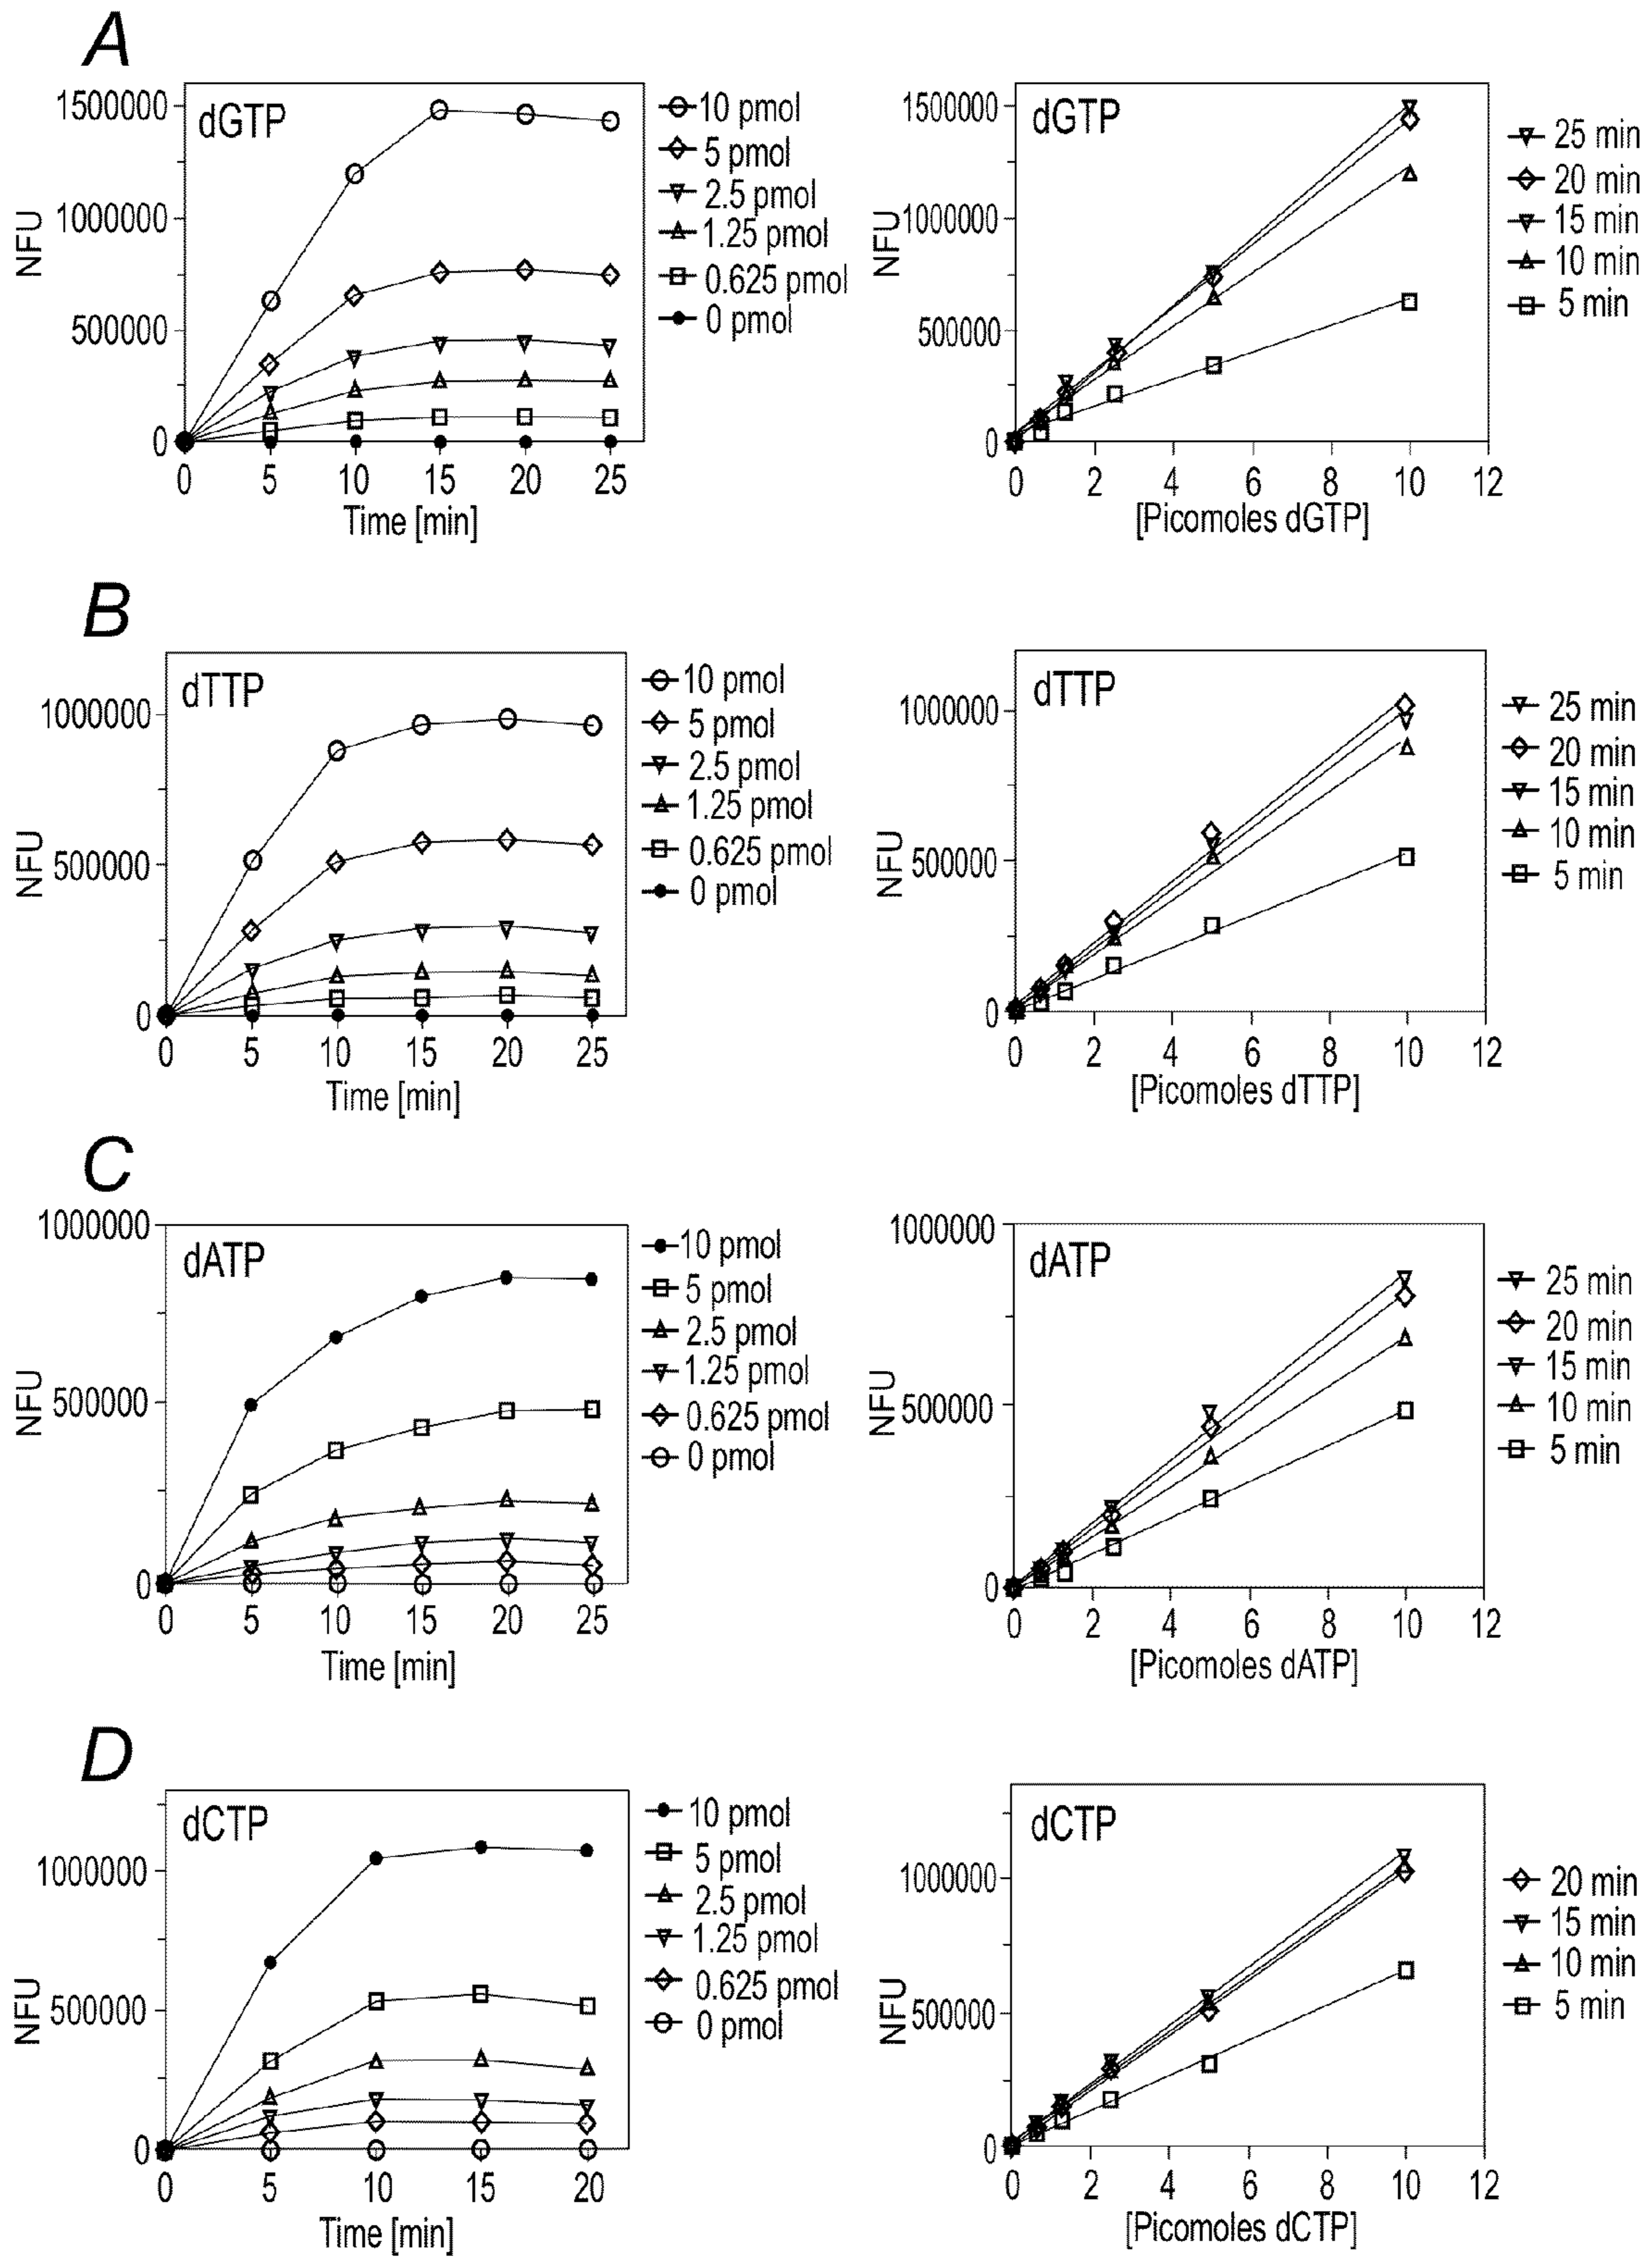 A
dGTP
NFU
1500000
1000000
500000
0
0 5 10 15 20 25
Time [min]
10 pmol
5 pmol
2.5 pmol
1.25 pmol
0.625 pmol
0 pmol
dGTP
NFU
1500000
1000000
500000
0
0 2 4 6 8 10 12
[Picomoles dGTP]
25 min
20 min
15 min
10 min
5 min
B
dTTP
NFU
1000000
500000
0
0 5 10 15 20 25
Time [min]
10 pmol
5 pmol
2.5 pmol
1.25 pmol
0.625 pmol
0 pmol
dTTP
NFU
1000000
500000
0
0 2 4 6 8 10 12
[Picomoles dTTP]
25 min
20 min
15 min
10 min
5 min
C
dATP
NFU
1000000
500000
0
0 5 10 15 20 25
Time [min]
10 pmol
5 pmol
2.5 pmol
1.25 pmol
0.625 pmol
0 pmol
dATP
NFU
1000000
500000
0
0 2 4 6 8 10 12
[Picomoles dATP]
25 min
20 min
15 min
10 min
5 min
D
dCTP
NFU
1000000
500000
0
0 5 10 15 20
Time [min]
10 pmol
5 pmol
2.5 pmol
1.25 pmol
0.625 pmol
0 pmol
dCTP
NFU
1000000
500000
0
0 2 4 6 8 10 12
[Picomoles dCTP]
20 min
15 min
10 min
5 min